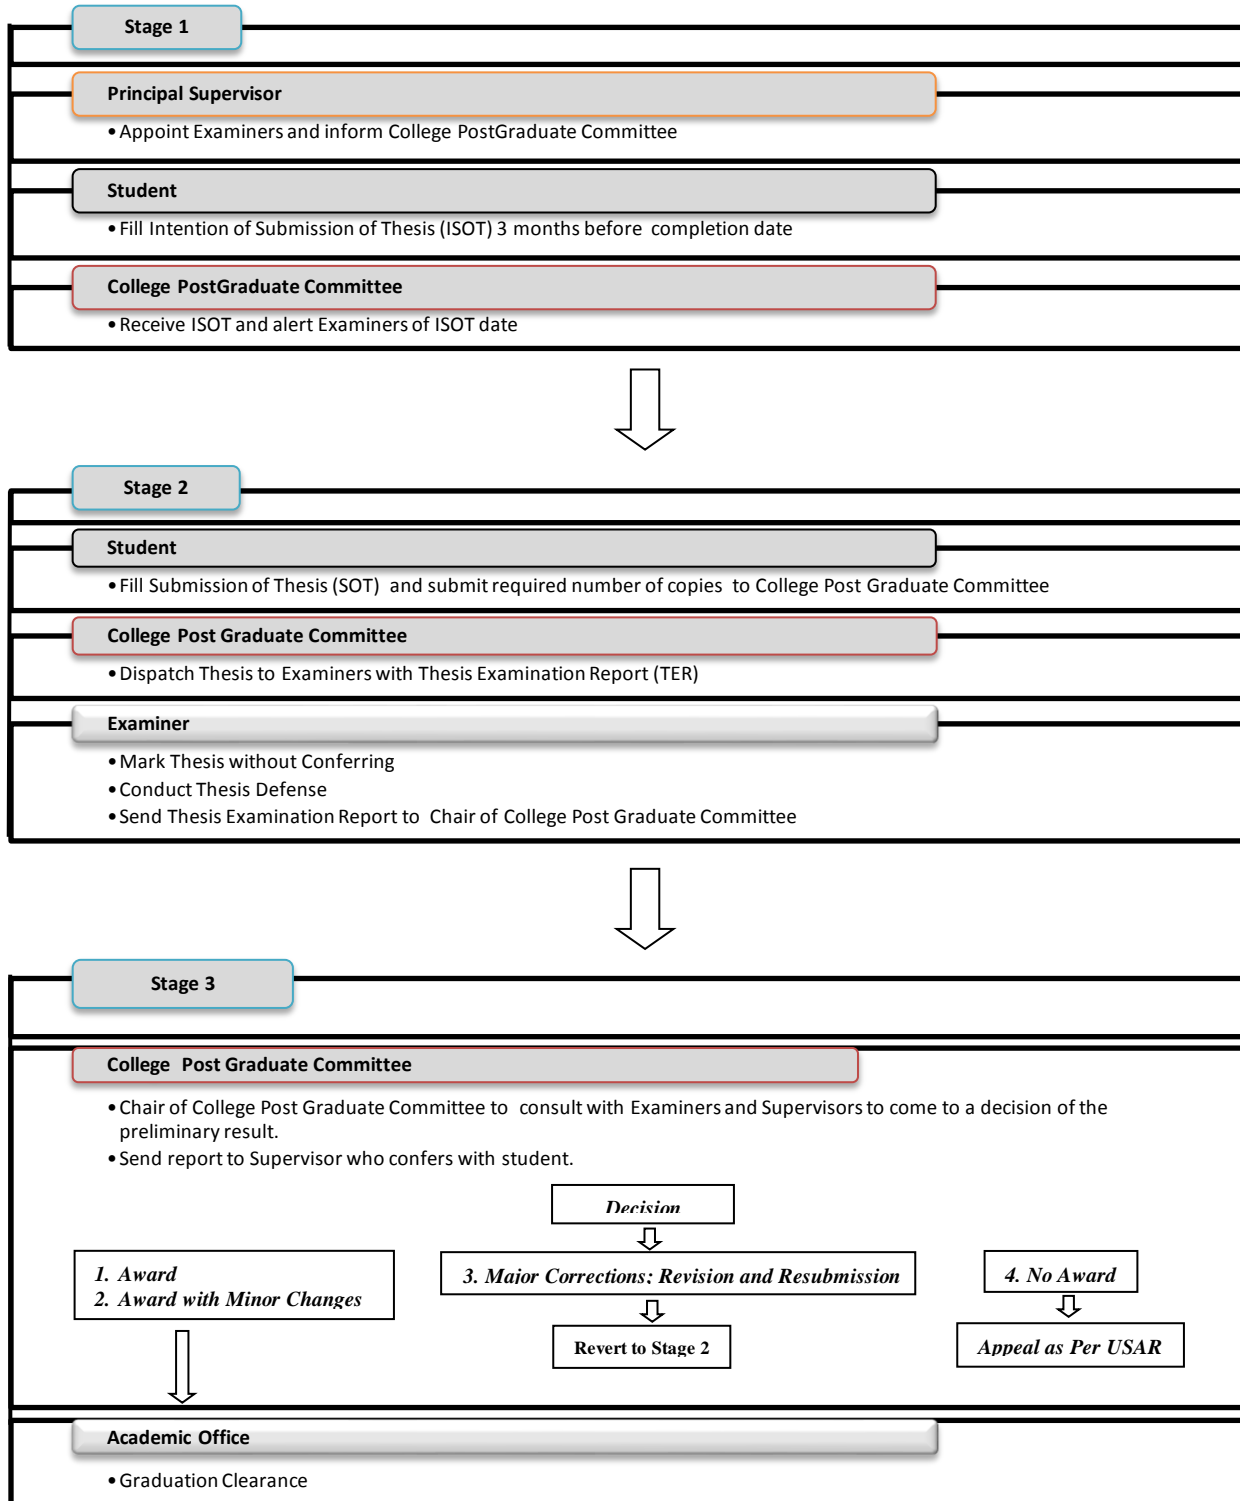 Stage 1
Principal Supervisor
• Appoint Examiners and inform College PostGraduate Committee
Student
• Fill Intention of Submission of Thesis (ISOT) 3 months before completion date
College PostGraduate Committee
• Receive ISOT and alert Examiners of ISOT date
Stage 2
Student
• Fill Submission of Thesis (SOT) and submit required number of copies to College Post Graduate Committee
College Post Graduate Committee
• Dispatch Thesis to Examiners with Thesis Examination Report (TER)
Examiner
• Mark Thesis without Conferring
• Conduct Thesis Defense
• Send Thesis Examination Report to Chair of College Post Graduate Committee
Stage 3
College Post Graduate Committee
• Chair of College Post Graduate Committee to consult with Examiners and Supervisors to come to a decision of the
preliminary result.
• Send report to Supervisor who confers with student.
Decision
1. Award
2. Award with Minor Changes
3. Major Corrections: Revision and Resubmission
4. No Award
Revert to Stage 2
Appeal as Per USAR
Academic Office
• Graduation Clearance